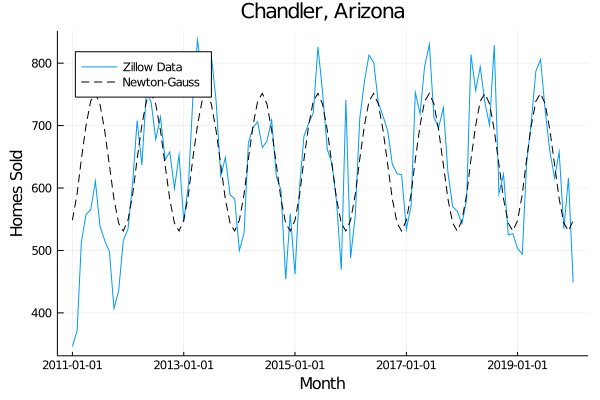 Chandler, Arizona
Zillow Data
Newton-Gauss
Homes Sold
800
700
600
500
400
2011-01-01
2013-01-01
2015-01-01
2017-01-01
2019-01-01
Month